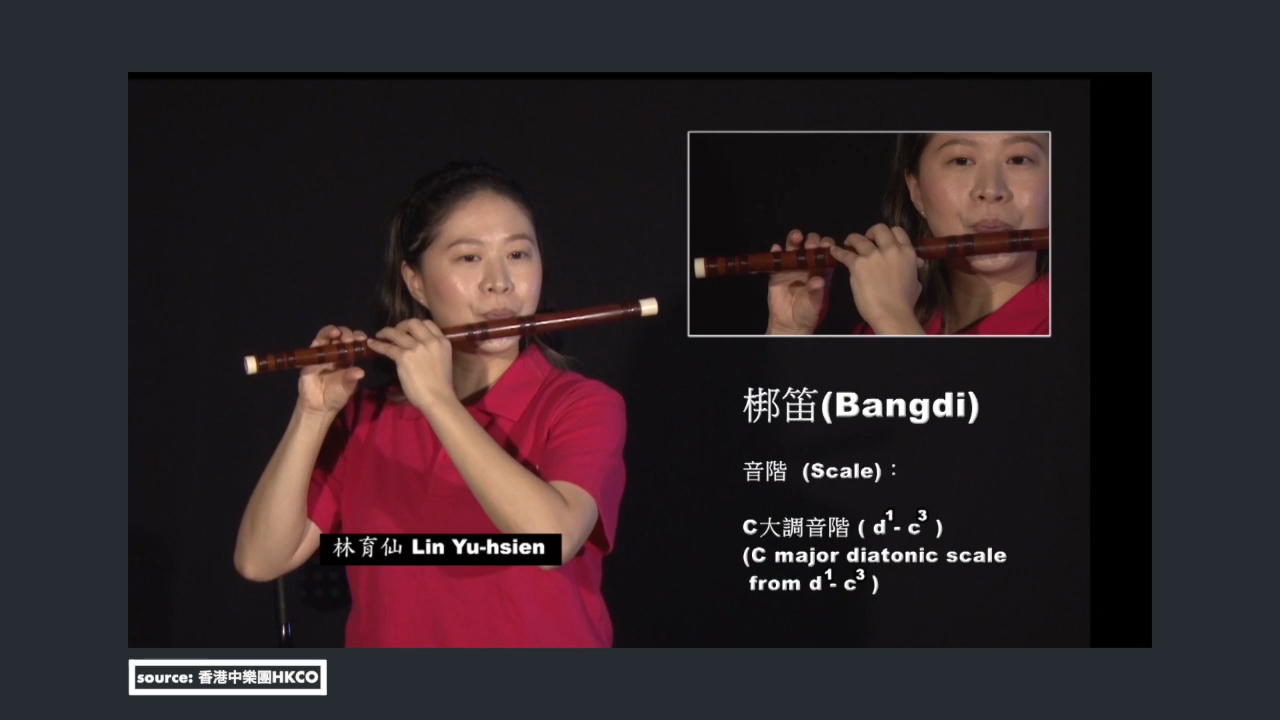 梆笛(Bangdi)
音階 (Scale)：
C大調音階 ( d¹- c³ )
(C major diatonic scale
from d¹- c³ )
林育仙 Lin Yu-hsien
source: 香港中樂團HKCO